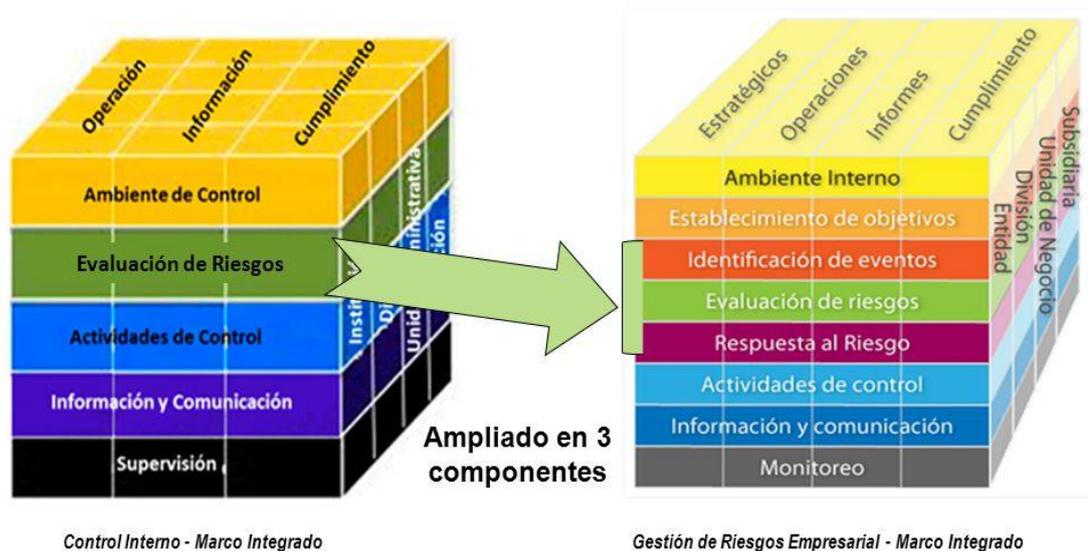 Operación
Información
Cumplimiento
Ambiente de Control
Evaluación de Riesgos
Actividades de Control
Información y Comunicación
Supervisión
Ampliado en 3
componentes
Control Interno - Marco Integrado
Estratégicos
Operaciones
Informes
Cumplimiento
Ambiente Interno
Establecimiento de objetivos
Identificación de eventos
Evaluación de riesgos
Respuesta al Riesgo
Actividades de control
Información y comunicación
Monitoreo
Entidad
División
Unidad de Negocio
Subsidiaria
Gestión de Riesgos Empresarial - Marco Integrado